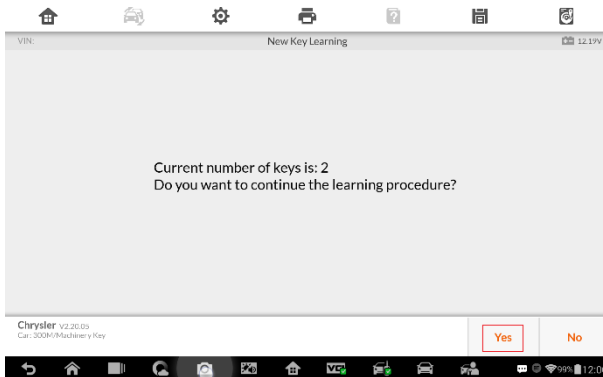 VIN:
New Key Learning
12.19V
Current number of keys is: 2
Do you want to continue the learning procedure?
Chrysler V2.20.05
Car: 300M/Machinery Key
Yes
No
99%